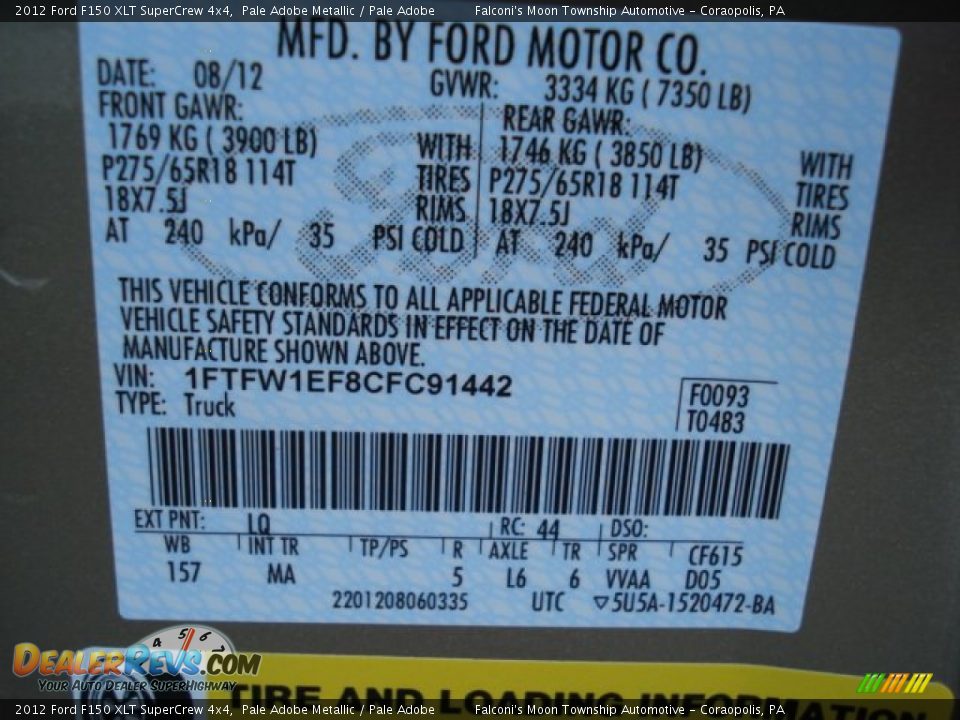 2012 Ford F150 XLT SuperCrew 4x4, Pale Adobe Metallic / Pale Adobe Falconi's Moon Township Automotive - Coraopolis, PA
MFD. BY FORD MOTOR CO.
DATE: 08/12 GVWR: 3334 KG ( 7350 LB)
FRONT GAWR: REAR GAWR:
1769 KG ( 3900 LB) WITH 1746 KG ( 3850 LB) WITH
P275/65R18 114T TIRES P275/65R18 114T TIRES
18X7.5J RIMS 18X7.5J RIMS
AT 240 kPa/ 35 PSI COLD AT 240 kPa/ 35 PSI COLD
Ford
THIS VEHICLE CONFORMS TO ALL APPLICABLE FEDERAL MOTOR
VEHICLE SAFETY STANDARDS IN EFFECT ON THE DATE OF
MANUFACTURE SHOWN ABOVE.
VIN: 1FTFW1EF8CFC91442
TYPE: Truck
F0093
T0483
EXT PNT: LQ RC: 44 DSO:
WB INT TR TP/PS R AXLE TR SPR CF615
157 MA 5 L6 6 VVAA D05
2201208060335 UTC ▽5U5A-1520472-BA
4 5 6
DealerRevs.com
Your Auto Dealer SuperHighway
TIRE AND LOADING INFORMATION
2012 Ford F150 XLT SuperCrew 4x4, Pale Adobe Metallic / Pale Adobe Falconi's Moon Township Automotive - Coraopolis, PA